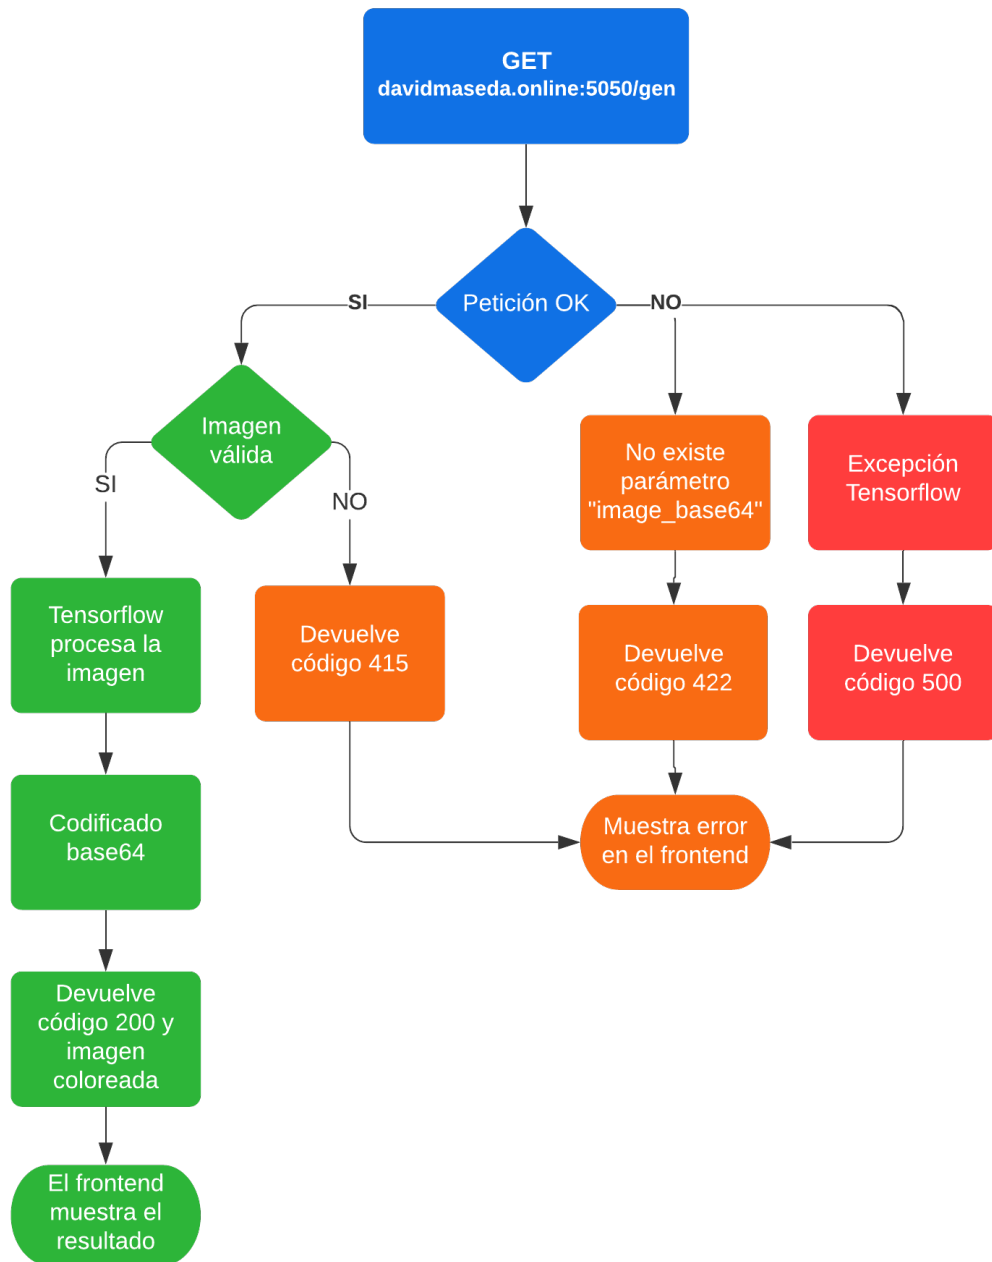 GET
davidmaseda.online:5050/gen
Petición OK
SI
NO
Imagen
válida
SI
NO
No existe
parámetro
"image_base64"
Excepción
Tensorflow
Tensorflow
procesa la
imagen
Devuelve
código 415
Devuelve
código 422
Devuelve
código 500
Codificado
base64
Muestra error
en el frontend
Devuelve
código 200 y
imagen
coloreada
El frontend
muestra el
resultado